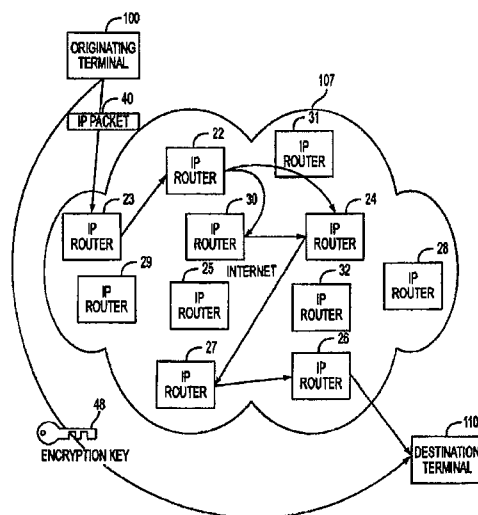 100
ORIGINATING
TERMINAL
40
IP PACKET
107
22
IP
ROUTER
31
IP
ROUTER
23
IP
ROUTER
30
IP
ROUTER
24
IP
ROUTER
29
IP
ROUTER
25
IP
ROUTER
INTERNET
32
IP
ROUTER
28
IP
ROUTER
27
IP
ROUTER
26
IP
ROUTER
48
ENCRYPTION KEY
110
DESTINATION
TERMINAL